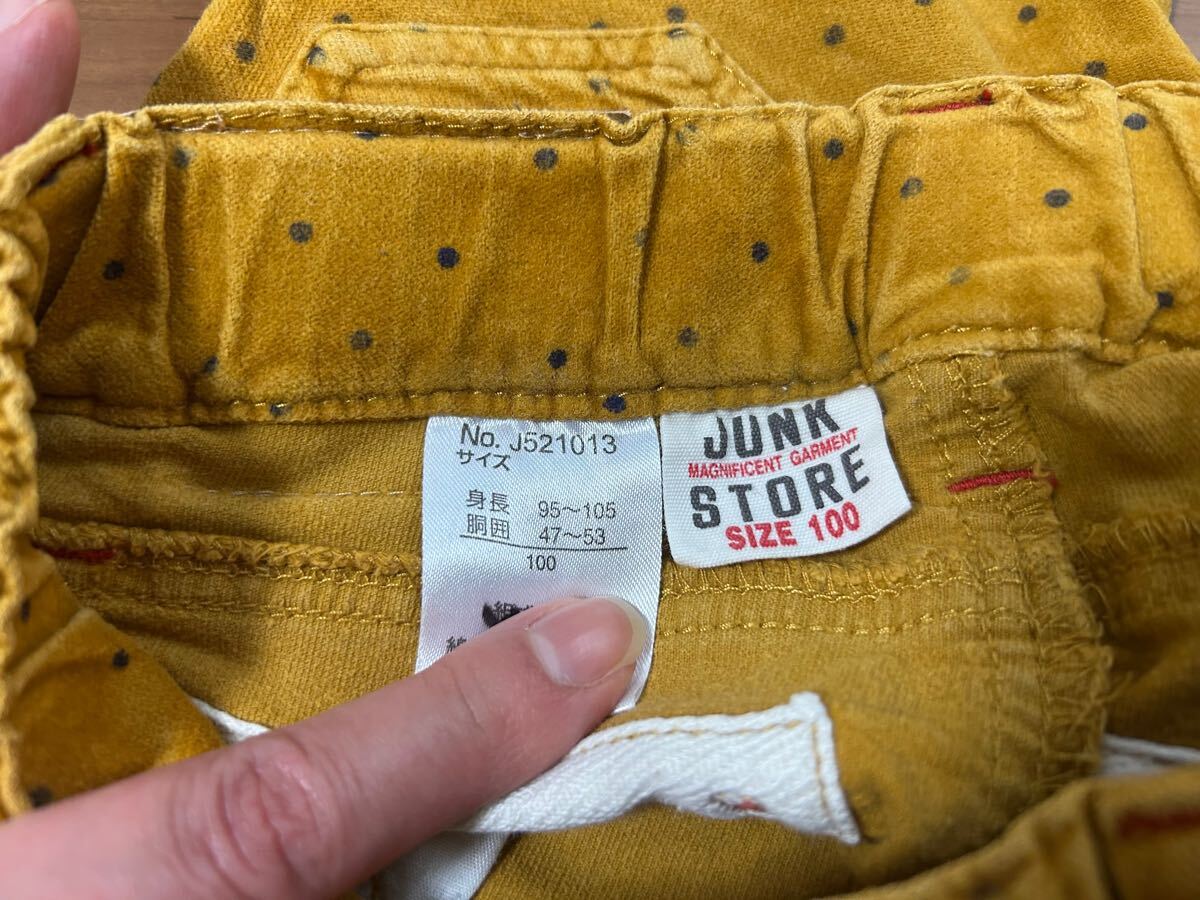 No. J521013
サイズ
身長 95～105
胴囲 47～53
100
JUNK
MAGNIFICENT GARMENT
STORE
SIZE 100